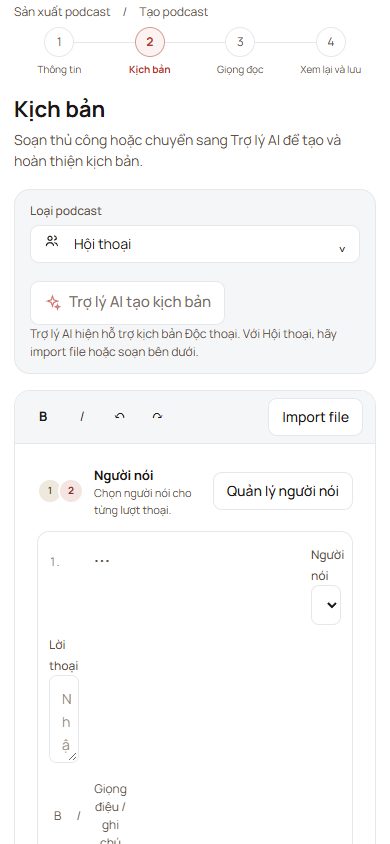 Sản xuất podcast / Tạo podcast
1 2 3 4
Thông tin Kịch bản Giọng đọc Xem lại và lưu
Kịch bản
Soạn thủ công hoặc chuyển sang Trợ lý AI để tạo và
hoàn thiện kịch bản.
Loại podcast
Hội thoại
Trợ lý AI tạo kịch bản
Trợ lý AI hiện hỗ trợ kịch bản Độc thoại. Với Hội thoại, hãy
import file hoặc soạn bên dưới.
B I Import file
1 2 Người nói
Chọn người nói cho
từng lượt thoại.
Quản lý người nói
1. ...
Người
nói
Lời
thoại
N
h
ậ
B I
Giọng
điệu /
ghi
chú